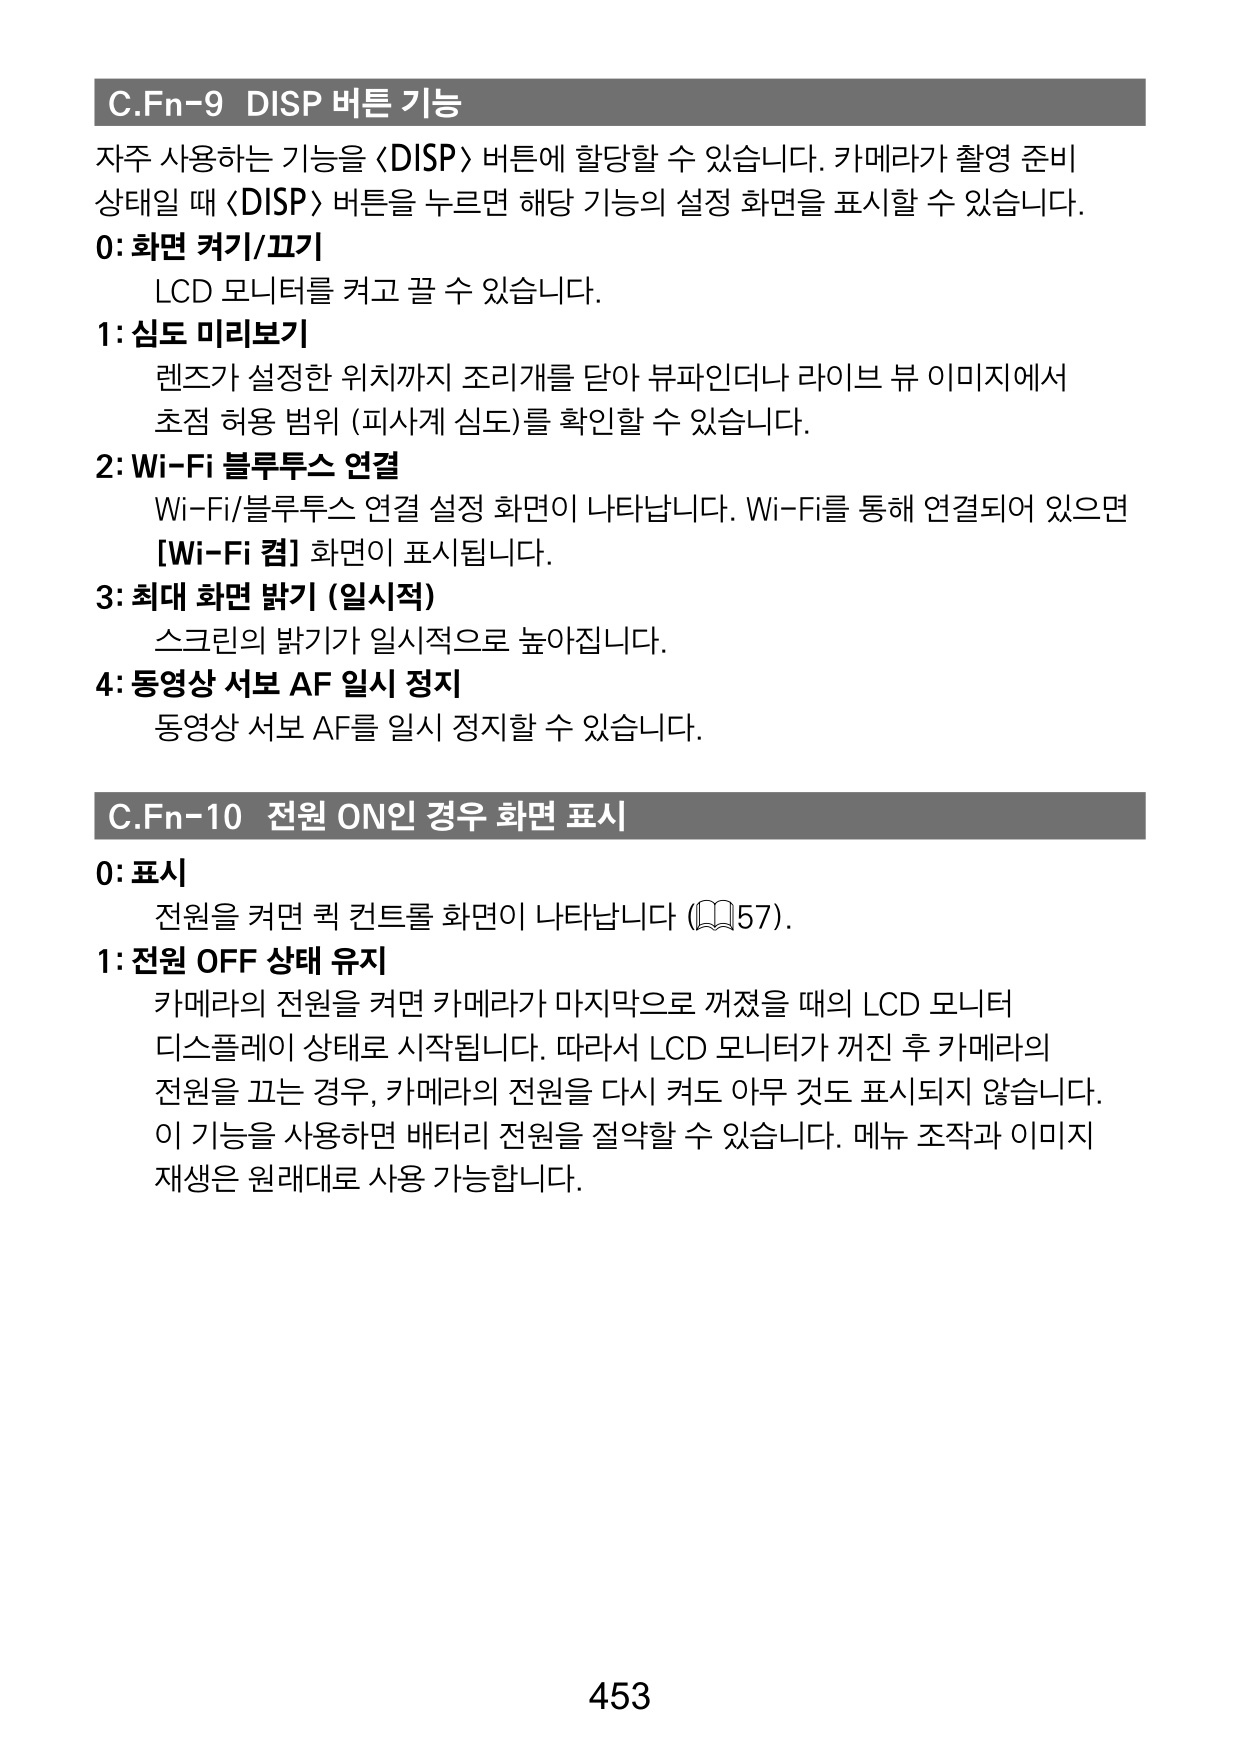 C.Fn-9 DISP 버튼 기능
자주 사용하는 기능을 <DISP> 버튼에 할당할 수 있습니다. 카메라가 촬영 준비
상태일 때 <DISP> 버튼을 누르면 해당 기능의 설정 화면을 표시할 수 있습니다.
0: 화면 켜기/끄기
LCD 모니터를 켜고 끌 수 있습니다.
1: 심도 미리보기
렌즈가 설정한 위치까지 조리개를 닫아 뷰파인더나 라이브 뷰 이미지에서
초점 허용 범위 (피사계 심도)를 확인할 수 있습니다.
2: Wi-Fi 블루투스 연결
Wi-Fi/블루투스 연결 설정 화면이 나타납니다. Wi-Fi를 통해 연결되어 있으면
[Wi-Fi 켬] 화면이 표시됩니다.
3: 최대 화면 밝기 (일시적)
스크린의 밝기가 일시적으로 높아집니다.
4: 동영상 서보 AF 일시 정지
동영상 서보 AF를 일시 정지할 수 있습니다.
C.Fn-10 전원 ON인 경우 화면 표시
0: 표시
전원을 켜면 퀵 컨트롤 화면이 나타납니다 (57).
1: 전원 OFF 상태 유지
카메라의 전원을 켜면 카메라가 마지막으로 꺼졌을 때의 LCD 모니터
디스플레이 상태로 시작됩니다. 따라서 LCD 모니터가 꺼진 후 카메라의
전원을 끄는 경우, 카메라의 전원을 다시 켜도 아무 것도 표시되지 않습니다.
이 기능을 사용하면 배터리 전원을 절약할 수 있습니다. 메뉴 조작과 이미지
재생은 원래대로 사용 가능합니다.
453